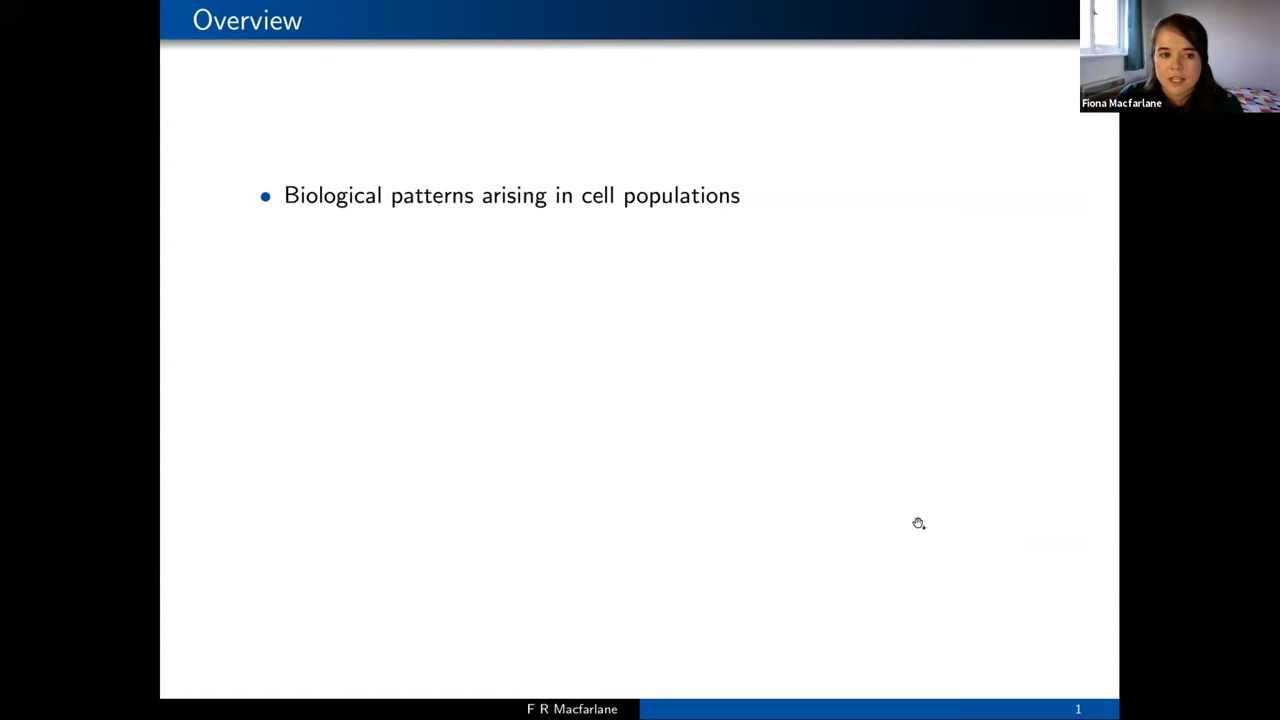 Overview
Fiona Macfarlane
• Biological patterns arising in cell populations
F R Macfarlane
1